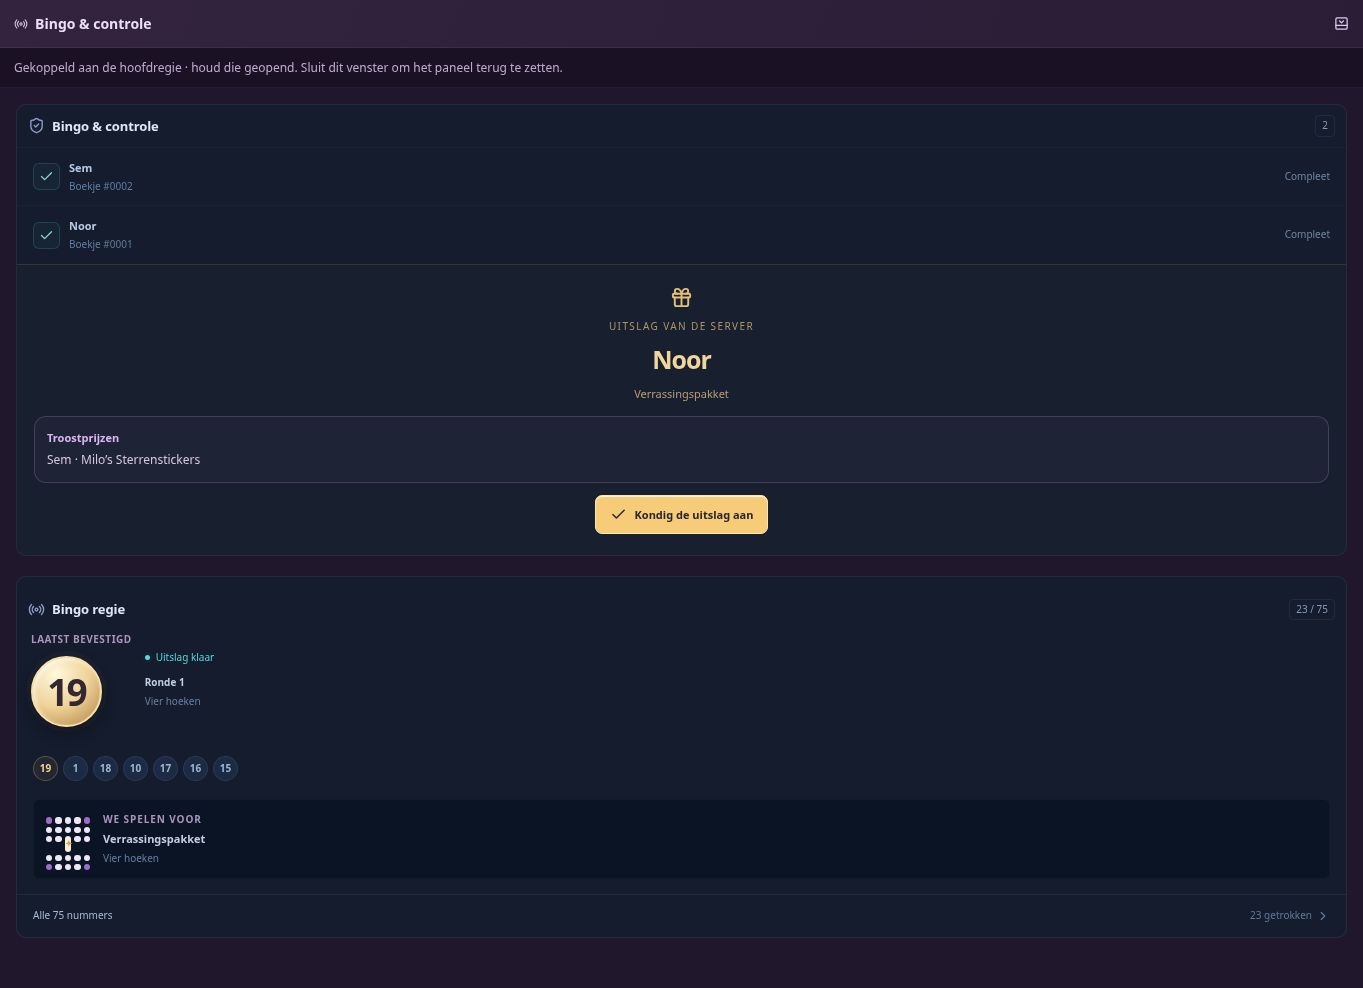 Bingo & controle
Gekoppeld aan de hoofdregie · houd die geopend. Sluit dit venster om het paneel terug te zetten.
Bingo & controle
2
Sem
Boekje #0002
Compleet
Noor
Boekje #0001
Compleet
UITSLAG VAN DE SERVER
Noor
Verrassingspakket
Troostprijzen
Sem · Milo’s Sterrenstickers
Kondig de uitslag aan
Bingo regie
23 / 75
LAATST BEVESTIGD
19
Uitslag klaar
Ronde 1
Vier hoeken
19 1 18 10 17 16 15
WE SPELEN VOOR
Verrassingspakket
Vier hoeken
Alle 75 nummers
23 getrokken